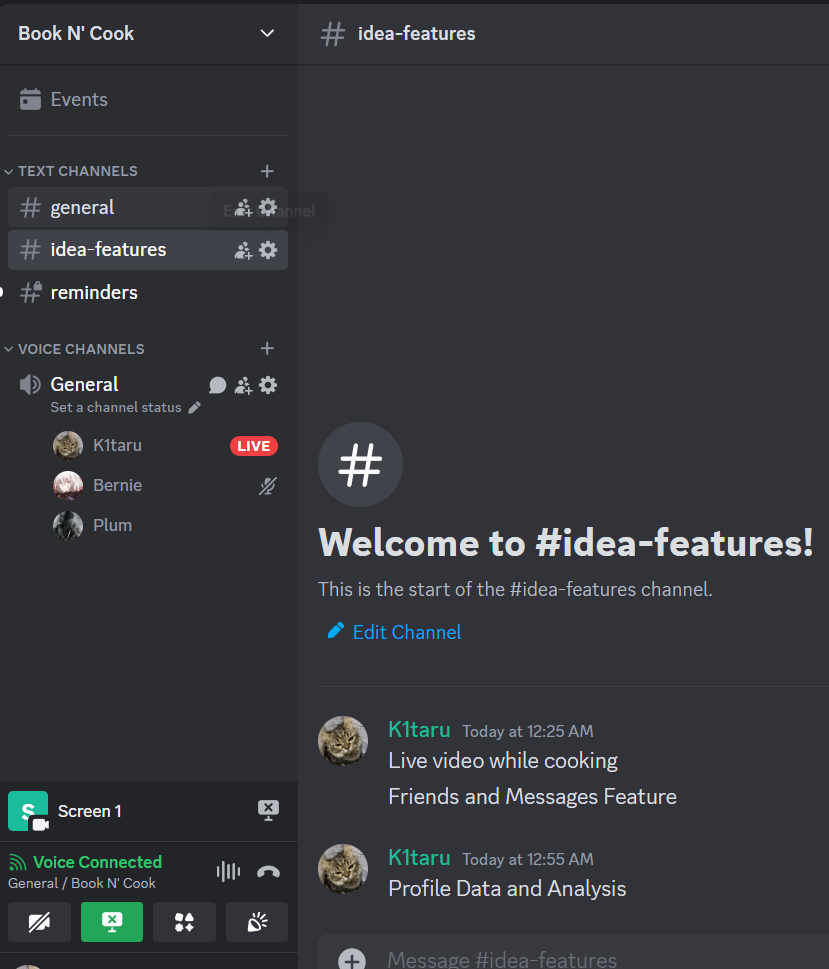 Book N' Cook
Events
TEXT CHANNELS
general
Edit Channel
idea-features
reminders
VOICE CHANNELS
General
Set a channel status
K1taru
LIVE
Bernie
Plum
S
Screen 1
Voice Connected
General / Book N' Cook
# idea-features
#
Welcome to #idea-features!
This is the start of the #idea-features channel.
Edit Channel
K1taru Today at 12:25 AM
Live video while cooking
Friends and Messages Feature
K1taru Today at 12:55 AM
Profile Data and Analysis
Message #idea-features